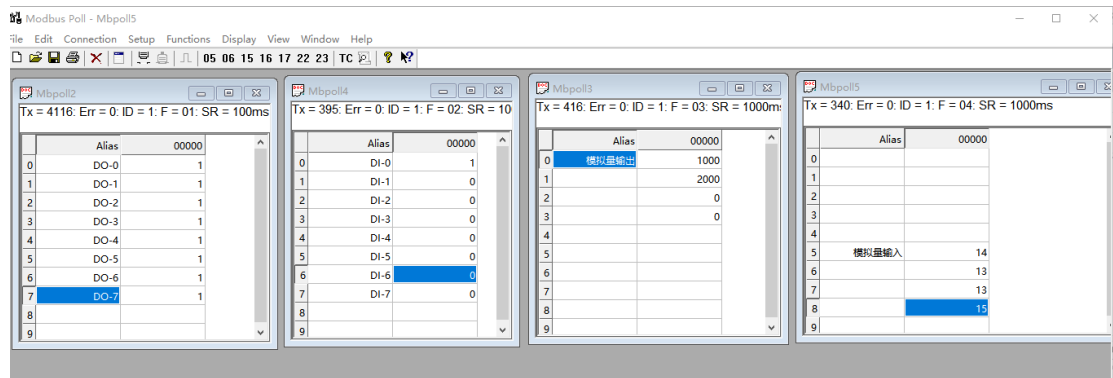 Modbus Poll - Mbpoll5
File Edit Connection Setup Functions Display View Window Help
05 06 15 16 17 22 23 TC
Mbpoll2
Tx = 4116: Err = 0: ID = 1: F = 01: SR = 100ms
Alias 00000
0 DO-0 1
1 DO-1 1
2 DO-2 1
3 DO-3 1
4 DO-4 1
5 DO-5 1
6 DO-6 1
7 DO-7 1
8
9
Mbpoll4
Tx = 395: Err = 0: ID = 1: F = 02: SR = 10
Alias 00000
0 DI-0 1
1 DI-1 0
2 DI-2 0
3 DI-3 0
4 DI-4 0
5 DI-5 0
6 DI-6 0
7 DI-7 0
8
9
Mbpoll3
Tx = 416: Err = 0: ID = 1: F = 03: SR = 1000m
Alias 00000
0 模拟量输出 1000
1 2000
2 0
3 0
4
5
6
7
8
9
Mbpoll5
Tx = 340: Err = 0: ID = 1: F = 04: SR = 1000ms
Alias 00000
0
1
2
3
4
5 模拟量输入 14
6 13
7 13
8 15
9